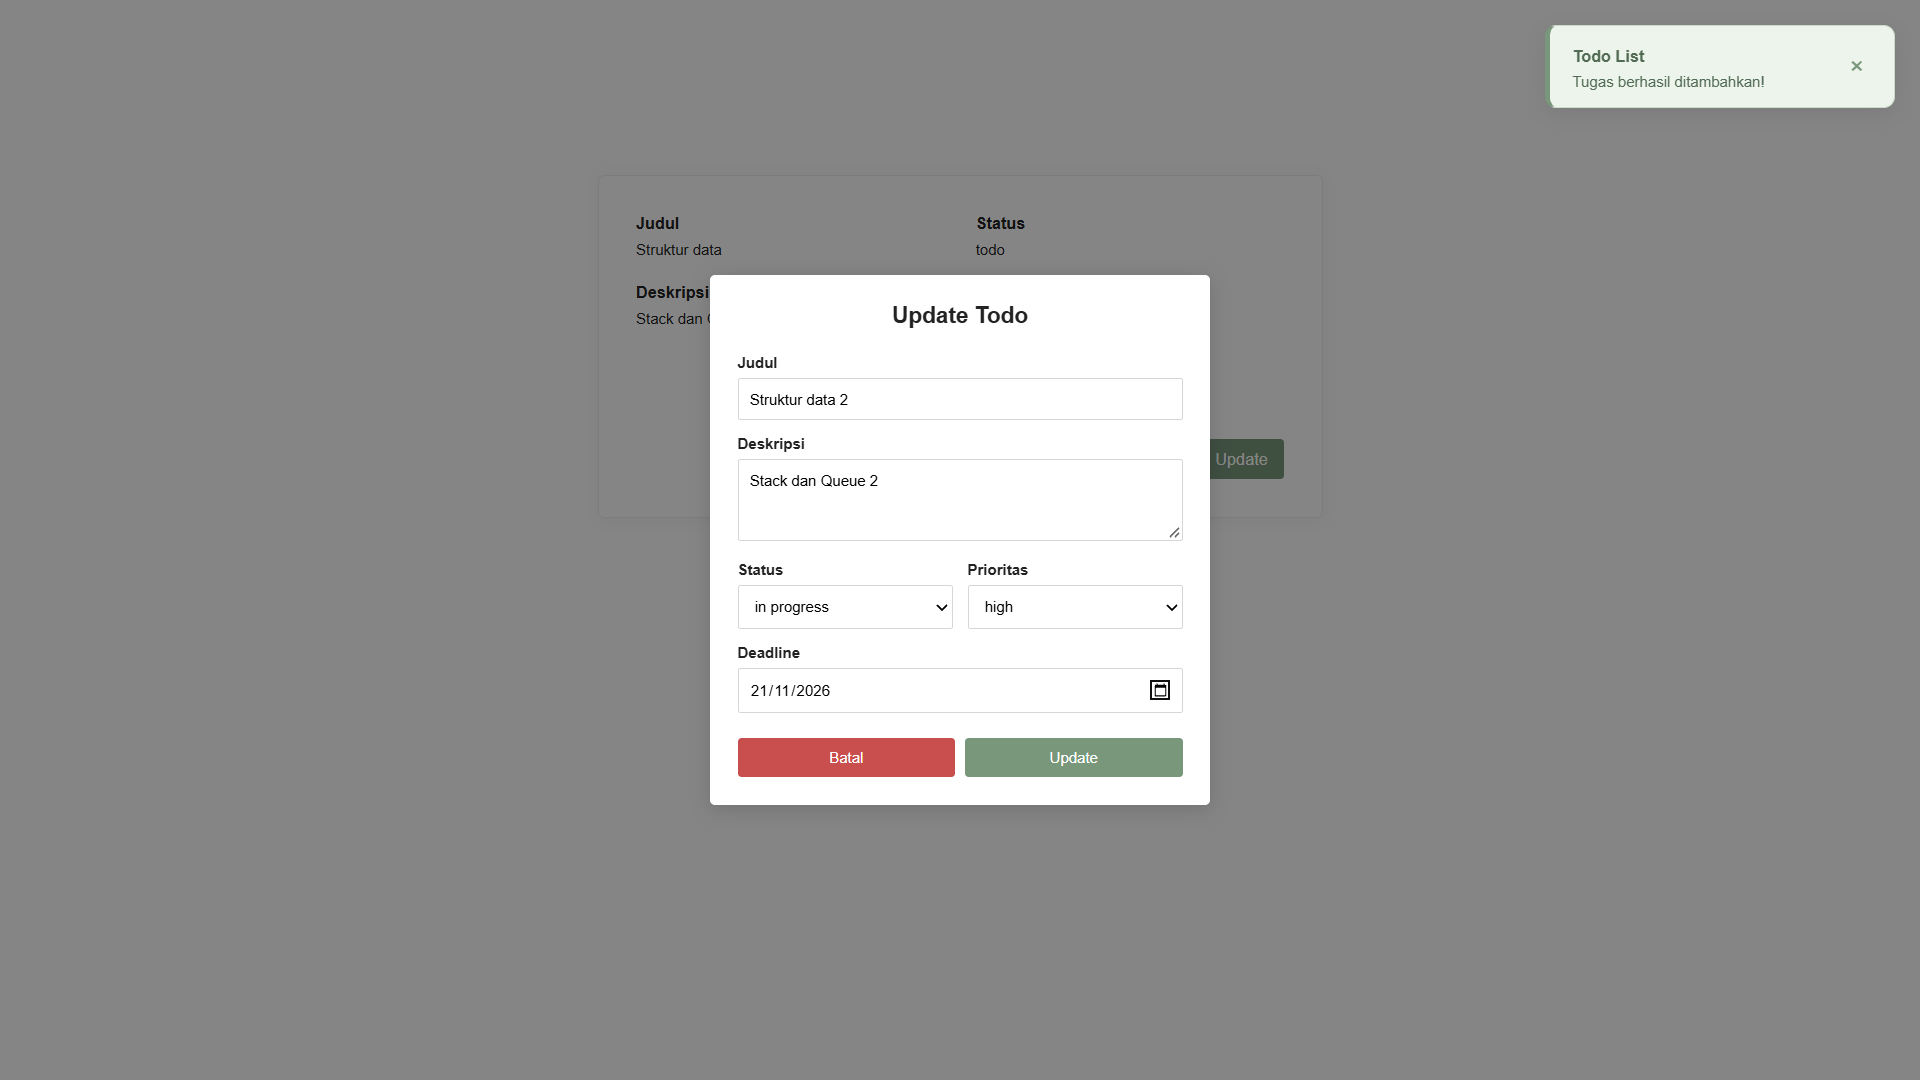 Todo List
Tugas berhasil ditambahkan!
Judul
Struktur data
Status
todo
Deskripsi
Stack dan
Update
Update Todo
Judul
Struktur data 2
Deskripsi
Stack dan Queue 2
Status
Prioritas
in progress
high
Deadline
21/11/2026
Batal
Update